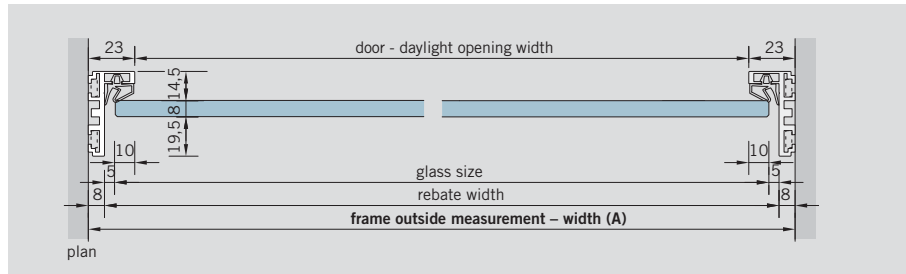 23
door - daylight opening width
23
14,5
8
19,5
10
10
5
glass size
5
8
rebate width
8
frame outside measurement – width (A)
plan